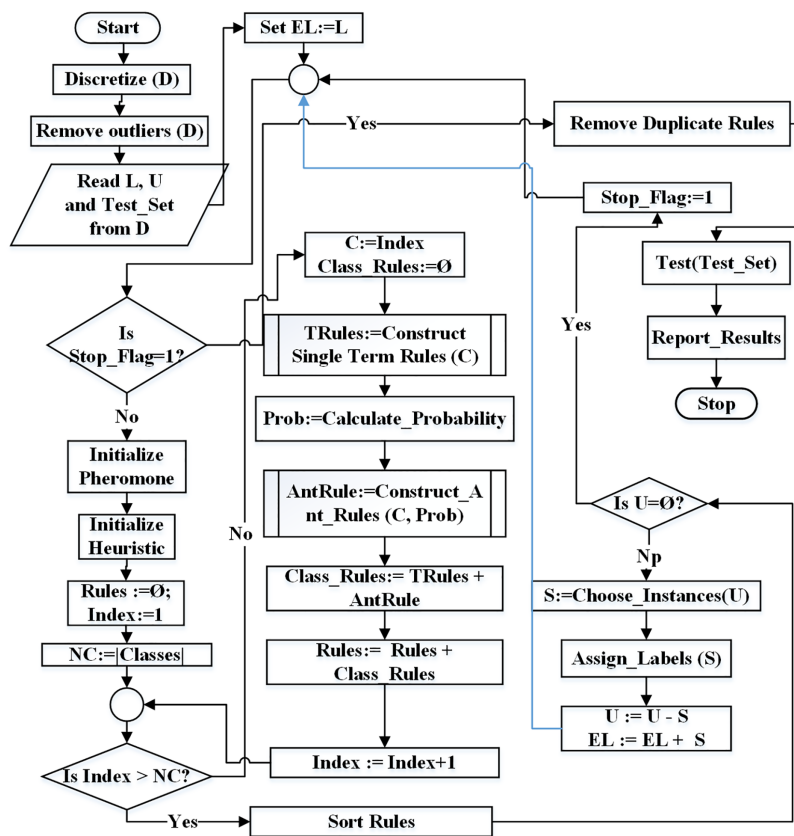 Start
Discretize (D)
Remove outliers (D)
Read L, U
and Test_Set
from D
Set EL:=L
Is
Stop_Flag=1?
Yes
No
Remove Duplicate Rules
Test(Test_Set)
Report_Results
Stop
Initialize
Pheromone
Initialize
Heuristic
Rules :=Ø;
Index:=1
NC:=|Classes|
Is Index > NC?
No
Yes
C:=Index
Class_Rules:=Ø
TRules:=Construct
Single Term Rules (C)
Prob:=Calculate_Probability
AntRule:=Construct_A
nt_Rules (C, Prob)
Class_Rules:= TRules +
AntRule
Rules:= Rules +
Class_Rules
Index := Index+1
Sort Rules
Is U=Ø?
Yes
Stop_Flag:=1
Np
S:=Choose_Instances(U)
Assign_Labels (S)
U := U - S
EL := EL + S